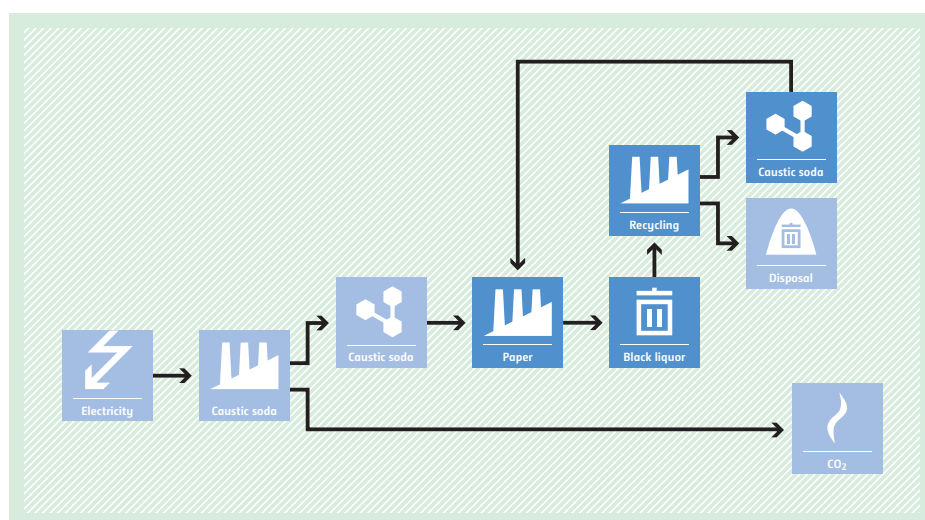 Caustic soda
Recycling
Disposal
Caustic soda
Paper
Black liquor
Electricity
Caustic soda
CO₂